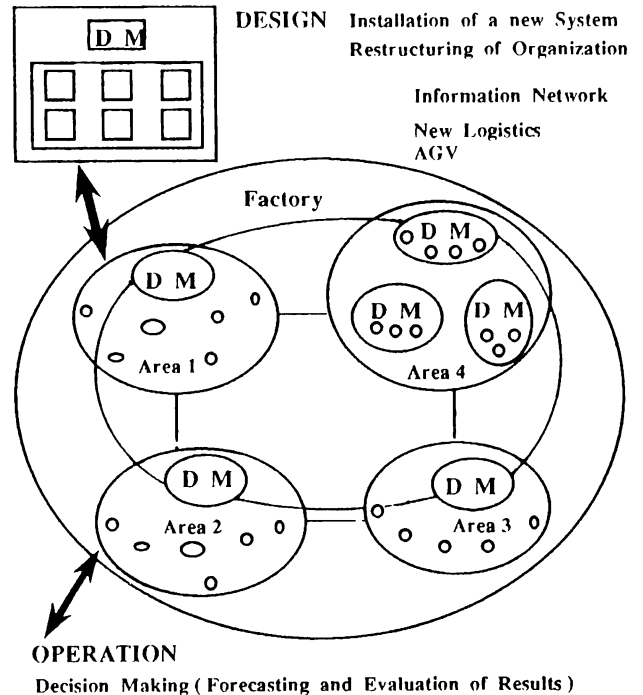 D M
DESIGN Installation of a new System
Restructuring of Organization
Information Network
New Logistics
AGV
Factory
D M
D M
D M
D M
Area 1
Area 4
D M
D M
Area 2
Area 3
OPERATION
Decision Making ( Forecasting and Evaluation of Results )